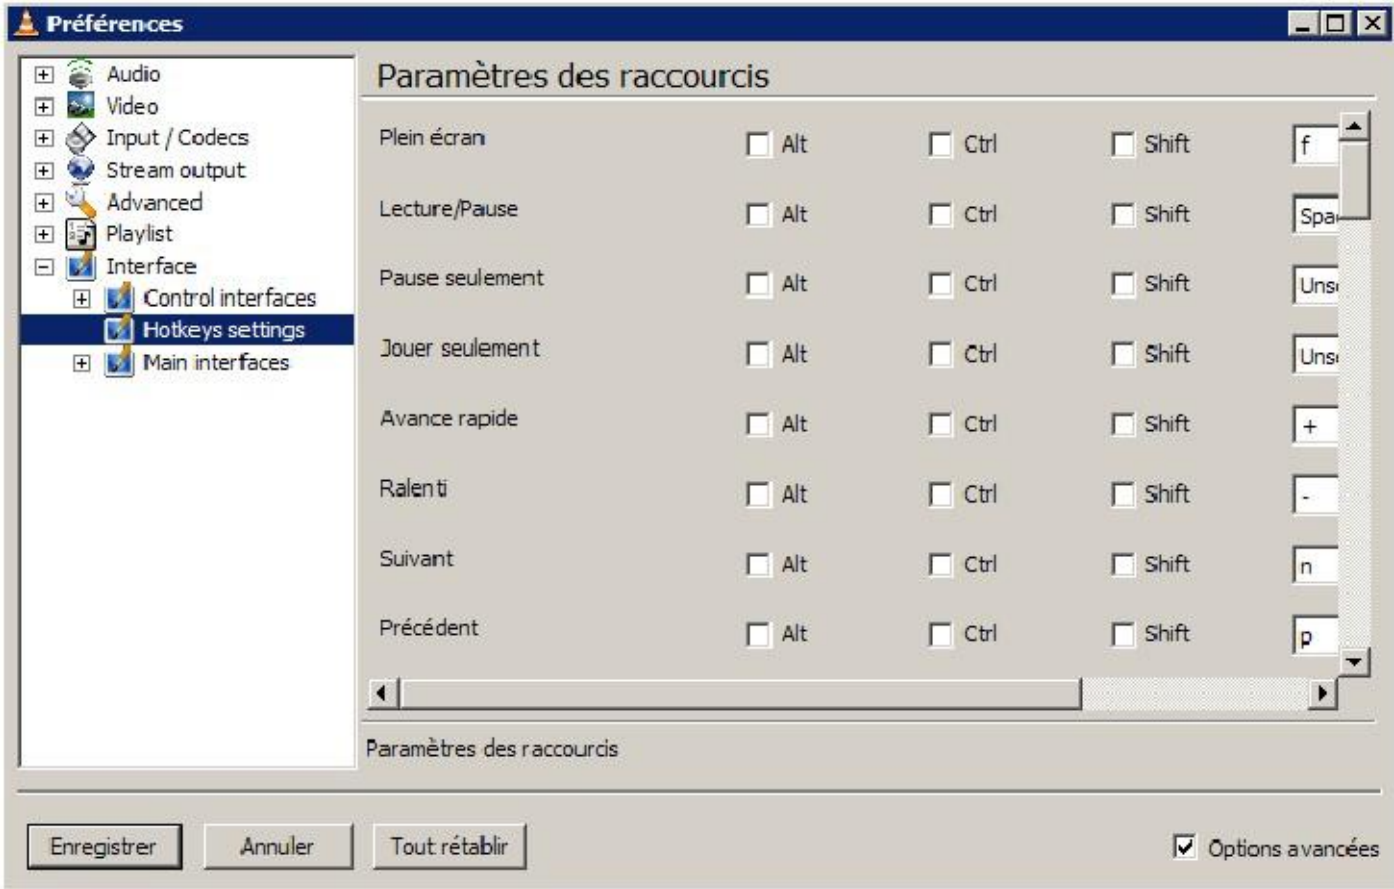 Préférences
Audio
Video
Input / Codecs
Stream output
Advanced
Playlist
Interface
Control interfaces
Hotkeys settings
Main interfaces
Paramètres des raccourcis
Plein écran Alt Ctrl Shift f
Lecture/Pause Alt Ctrl Shift Spa
Pause seulement Alt Ctrl Shift Uns
Jouer seulement Alt Ctrl Shift Uns
Avance rapide Alt Ctrl Shift +
Ralenti Alt Ctrl Shift -
Suivant Alt Ctrl Shift n
Précédent Alt Ctrl Shift p
Paramètres des raccourcis
Enregistrer Annuler Tout rétablir Options avancées